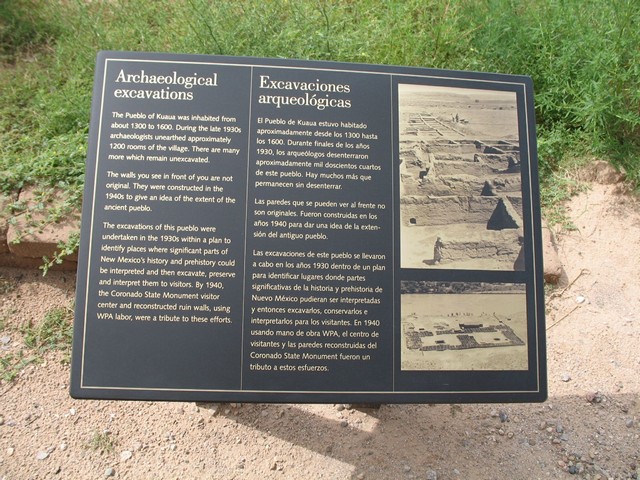 Archaeological
excavations
The Pueblo of Kuaua was inhabited from
about 1300 to 1600. During the late 1930s
archaeologists unearthed approximately
1200 rooms of the village. There are many
more which remain unexcavated.
The walls you see in front of you are not
original. They were constructed in the
1940s to give an idea of the extent of the
ancient pueblo.
The excavations of this pueblo were
undertaken in the 1930s within a plan to
identify places where significant parts of
New Mexico's history and prehistory could
be interpreted and then excavate, preserve
and interpret them to visitors. By 1940,
the Coronado State Monument visitor
center and reconstructed ruin walls, using
WPA labor, were a tribute to these efforts.
Excavaciones
arqueológicas
El Pueblo de Kuaua estuvo habitado
aproximadamente desde los 1300 hasta
los 1600. Durante finales de los años
1930, los arqueólogos desenterraron
aproximadamente mil doscientos cuartos
de este pueblo. Hay muchos más que
permanecen sin desenterrar.
Las paredes que se pueden ver al frente no
son originales. Fueron construidas en los
años 1940 para dar una idea de la exten-
sión del antiguo pueblo.
Las excavaciones de este pueblo se llevaron
a cabo en los años 1930 dentro de un plan
para identificar lugares donde partes
significativas de la historia y prehistoria de
Nuevo México pudieran ser interpretadas
y entonces excavarlos, conservarlos e
interpretarlos para los visitantes. En 1940
usando mano de obra WPA, el centro de
visitantes y las paredes reconstruidas del
Coronado State Monument fueron un
tributo a estos esfuerzos.